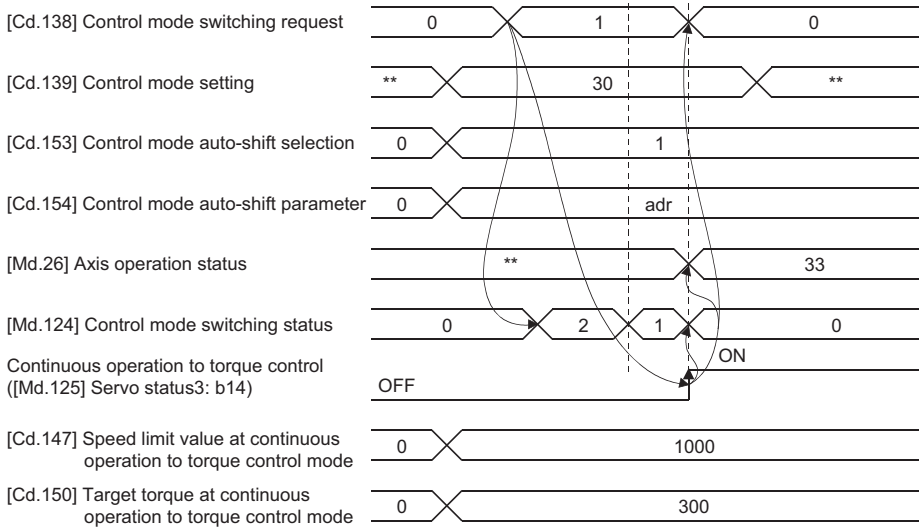 [Cd.138] Control mode switching request 0 1 0
[Cd.139] Control mode setting ** 30 **
[Cd.153] Control mode auto-shift selection 0 1
[Cd.154] Control mode auto-shift parameter 0 adr
[Md.26] Axis operation status ** 33
[Md.124] Control mode switching status 0 2 1 0
Continuous operation to torque control
([Md.125] Servo status3: b14) OFF ON
[Cd.147] Speed limit value at continuous
operation to torque control mode 0 1000
[Cd.150] Target torque at continuous
operation to torque control mode 0 300